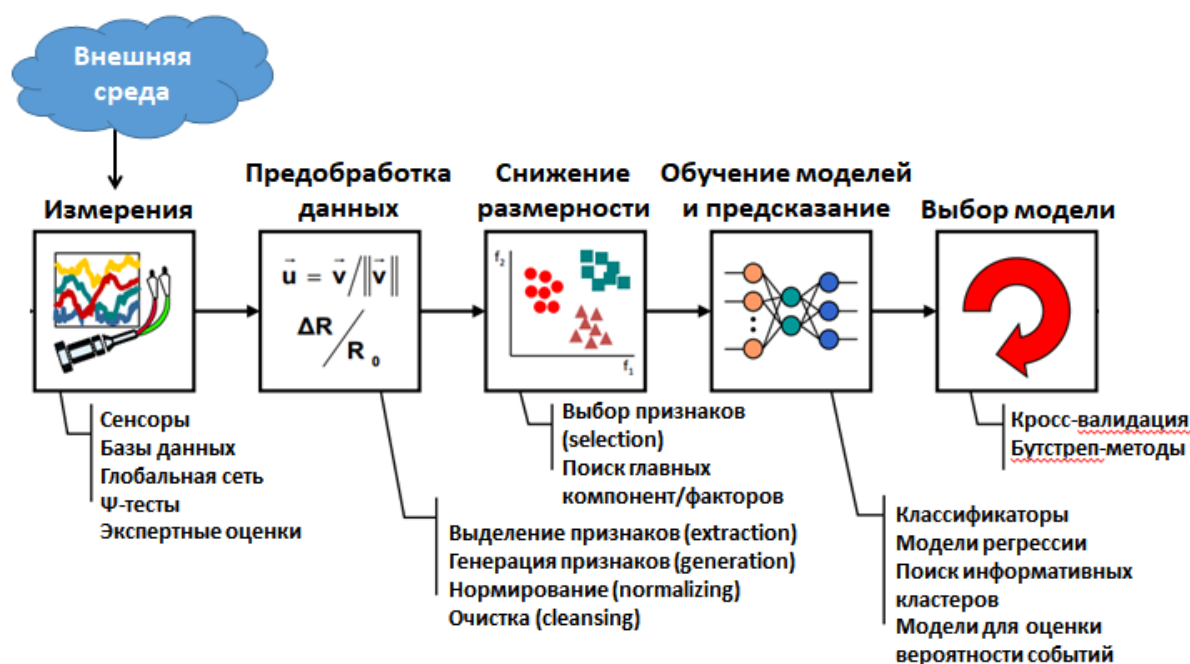 Внешняя
среда
Измерения
Предобработка
данных
Снижение
размерности
Обучение моделей
и предсказание
Выбор модели
u = v/||v||
ΔR/R₀
f₂
f₁
Сенсоры
Базы данных
Глобальная сеть
Ψ-тесты
Экспертные оценки
Выделение признаков (extraction)
Генерация признаков (generation)
Нормирование (normalizing)
Очистка (cleansing)
Выбор признаков
(selection)
Поиск главных
компонент/факторов
Классификаторы
Модели регрессии
Поиск информативных
кластеров
Модели для оценки
вероятности событий
Кросс-валидация
Бутстреп-методы